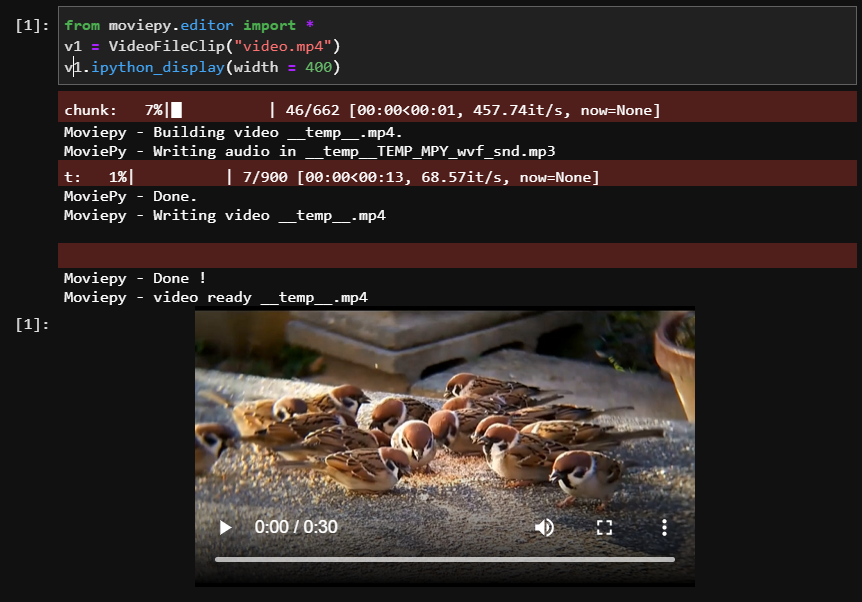 [1]:
from moviepy.editor import *
v1 = VideoFileClip("video.mp4")
v1.ipython_display(width = 400)
chunk:   7%|█         | 46/662 [00:00<00:01, 457.74it/s, now=None]
Moviepy - Building video __temp__.mp4.
MoviePy - Writing audio in __temp__TEMP_MPY_wvf_snd.mp3
t:   1%|          | 7/900 [00:00<00:13, 68.57it/s, now=None]
MoviePy - Done.
Moviepy - Writing video __temp__.mp4
Moviepy - Done !
Moviepy - video ready __temp__.mp4
[1]:
0:00 / 0:30